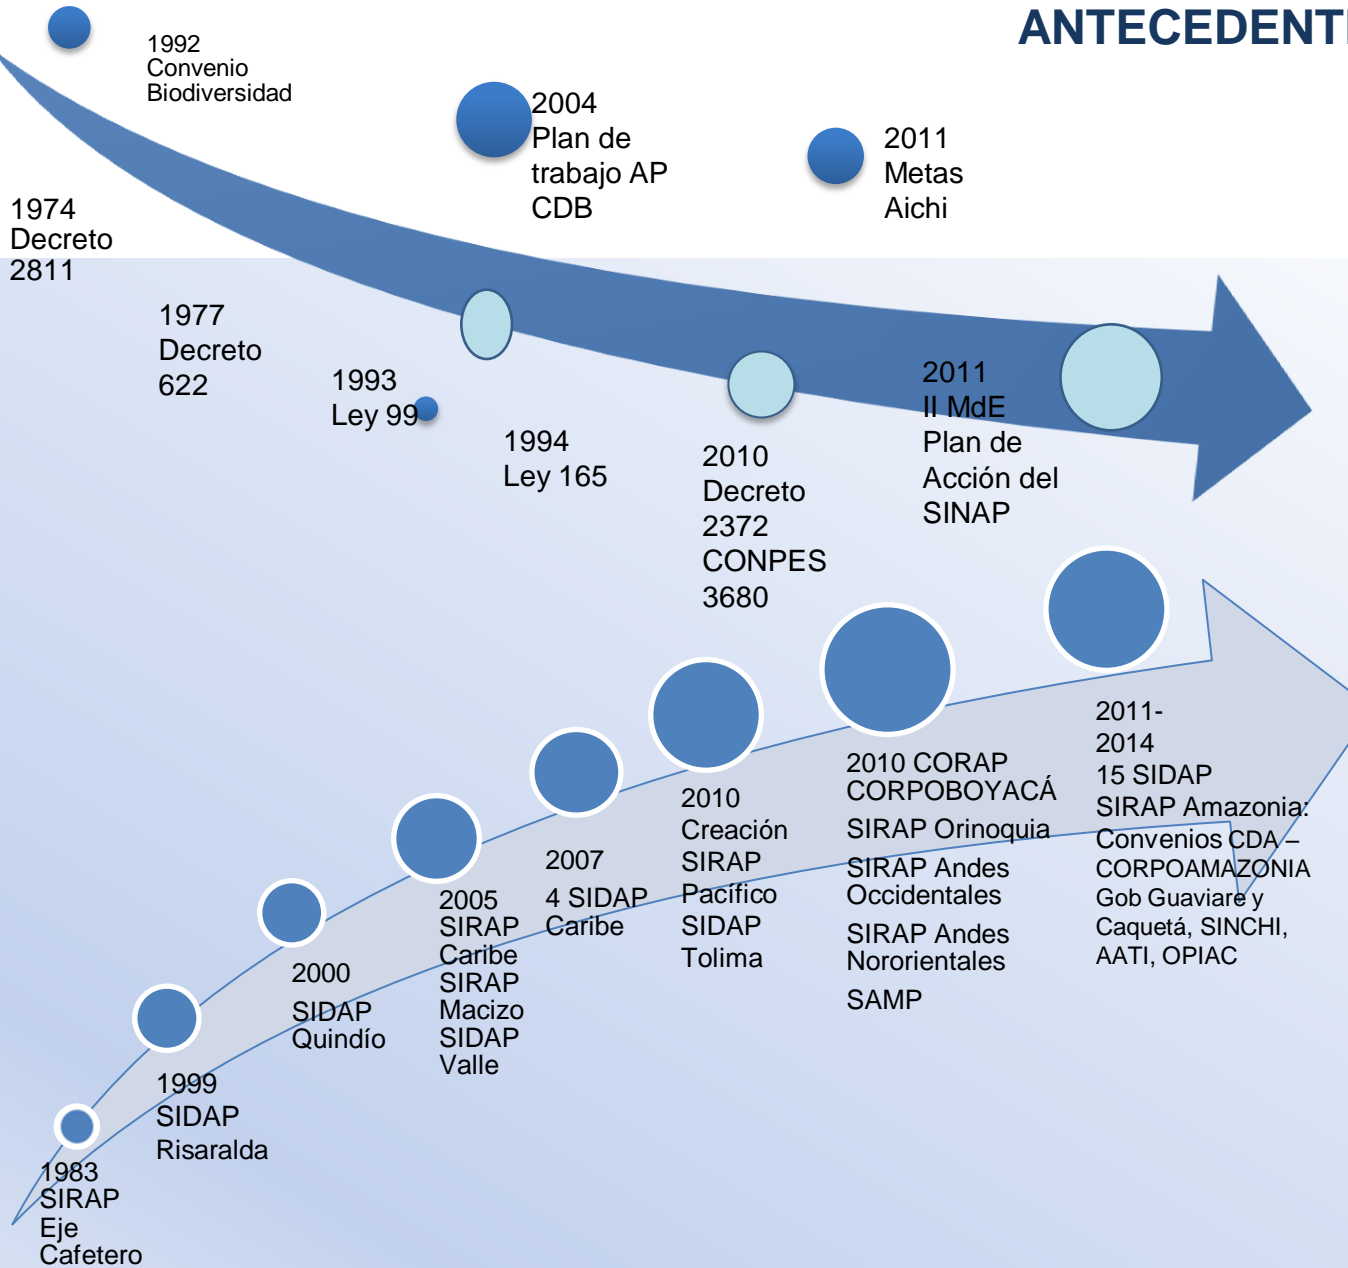 ANTECEDENT
1992
Convenio
Biodiversidad
2004
Plan de
trabajo AP
CDB
2011
Metas
Aichi
1974
Decreto
2811
1977
Decreto
622
1993
Ley 99
1994
Ley 165
2010
Decreto
2372
CONPES
3680
2011
II MdE
Plan de
Acción del
SINAP
1983
SIRAP
Eje
Cafetero
1999
SIDAP
Risaralda
2000
SIDAP
Quindío
2005
SIRAP
Caribe
SIRAP
Macizo
SIDAP
Valle
2007
4 SIDAP
Caribe
2010
Creación
SIRAP
Pacífico
SIDAP
Tolima
2010 CORAP
CORPOBOYACÁ
SIRAP Orinoquia
SIRAP Andes
Occidentales
SIRAP Andes
Nororientales
SAMP
2011-
2014
15 SIDAP
SIRAP Amazonia:
Convenios CDA –
CORPOAMAZONIA
Gob Guaviare y
Caquetá, SINCHI,
AATI, OPIAC